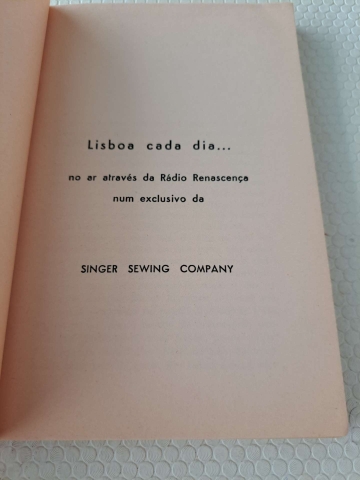 Lisboa cada dia...
no ar através da Rádio Renascença
num exclusivo da
SINGER SEWING COMPANY